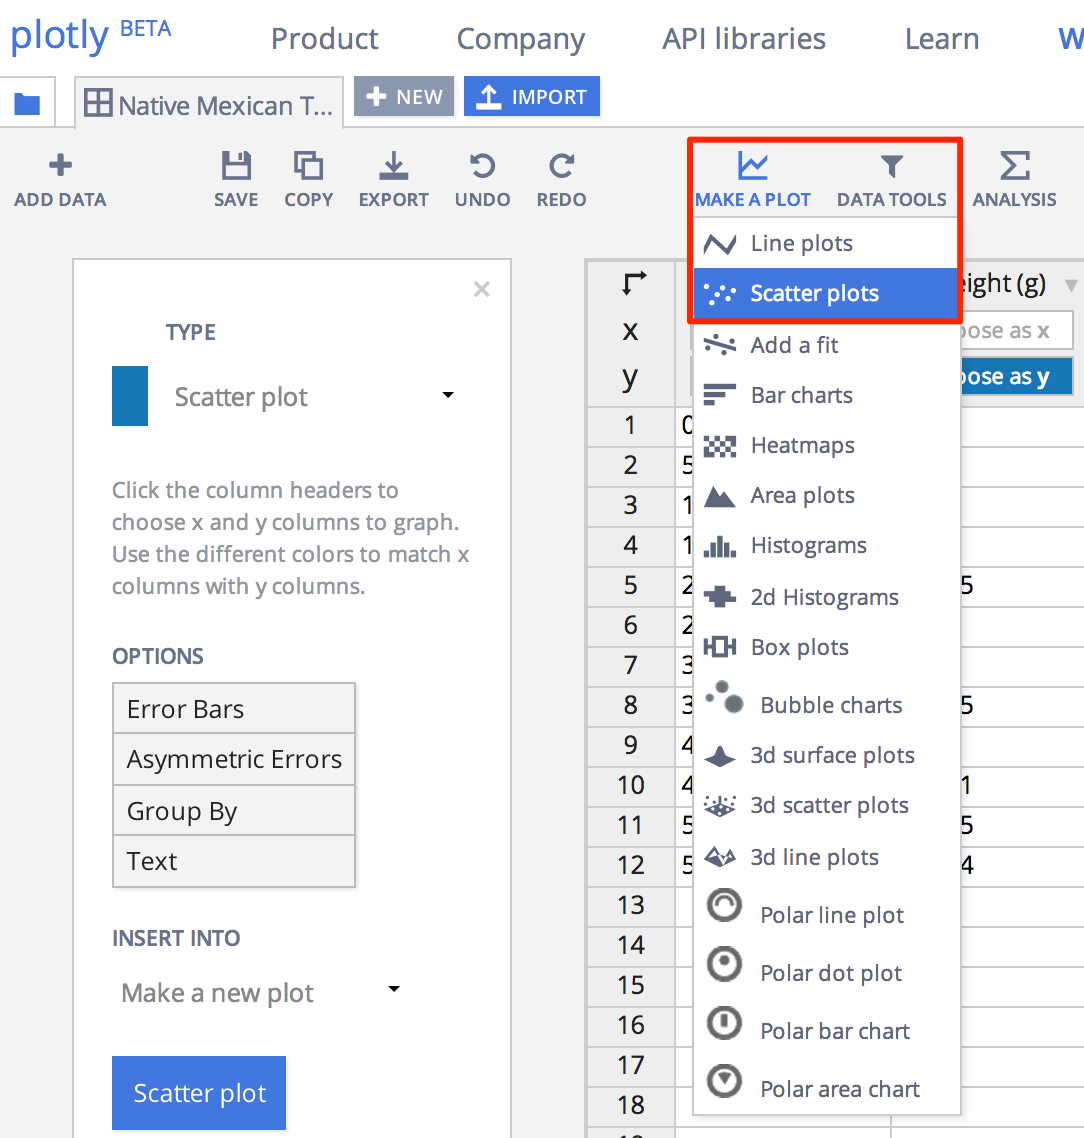 plotly BETA
Product Company API libraries Learn W
Native Mexican T...
NEW
IMPORT
ADD DATA SAVE COPY EXPORT UNDO REDO MAKE A PLOT DATA TOOLS ANALYSIS
×
TYPE
Scatter plot
Click the column headers to
choose x and y columns to graph.
Use the different colors to match x
columns with y columns.
OPTIONS
Error Bars
Asymmetric Errors
Group By
Text
INSERT INTO
Make a new plot
Scatter plot
Line plots
Scatter plots
Add a fit
Bar charts
Heatmaps
Area plots
Histograms
2d Histograms
Box plots
Bubble charts
3d surface plots
3d scatter plots
3d line plots
Polar line plot
Polar dot plot
Polar bar chart
Polar area chart
eight (g)
x oose as x
y oose as y
1 0
2 5
3 1
4 1
5 2 5
6 2
7 3
8 3 5
9 4
10 4 1
11 5 5
12 5 4
13
14
15
16
17
18